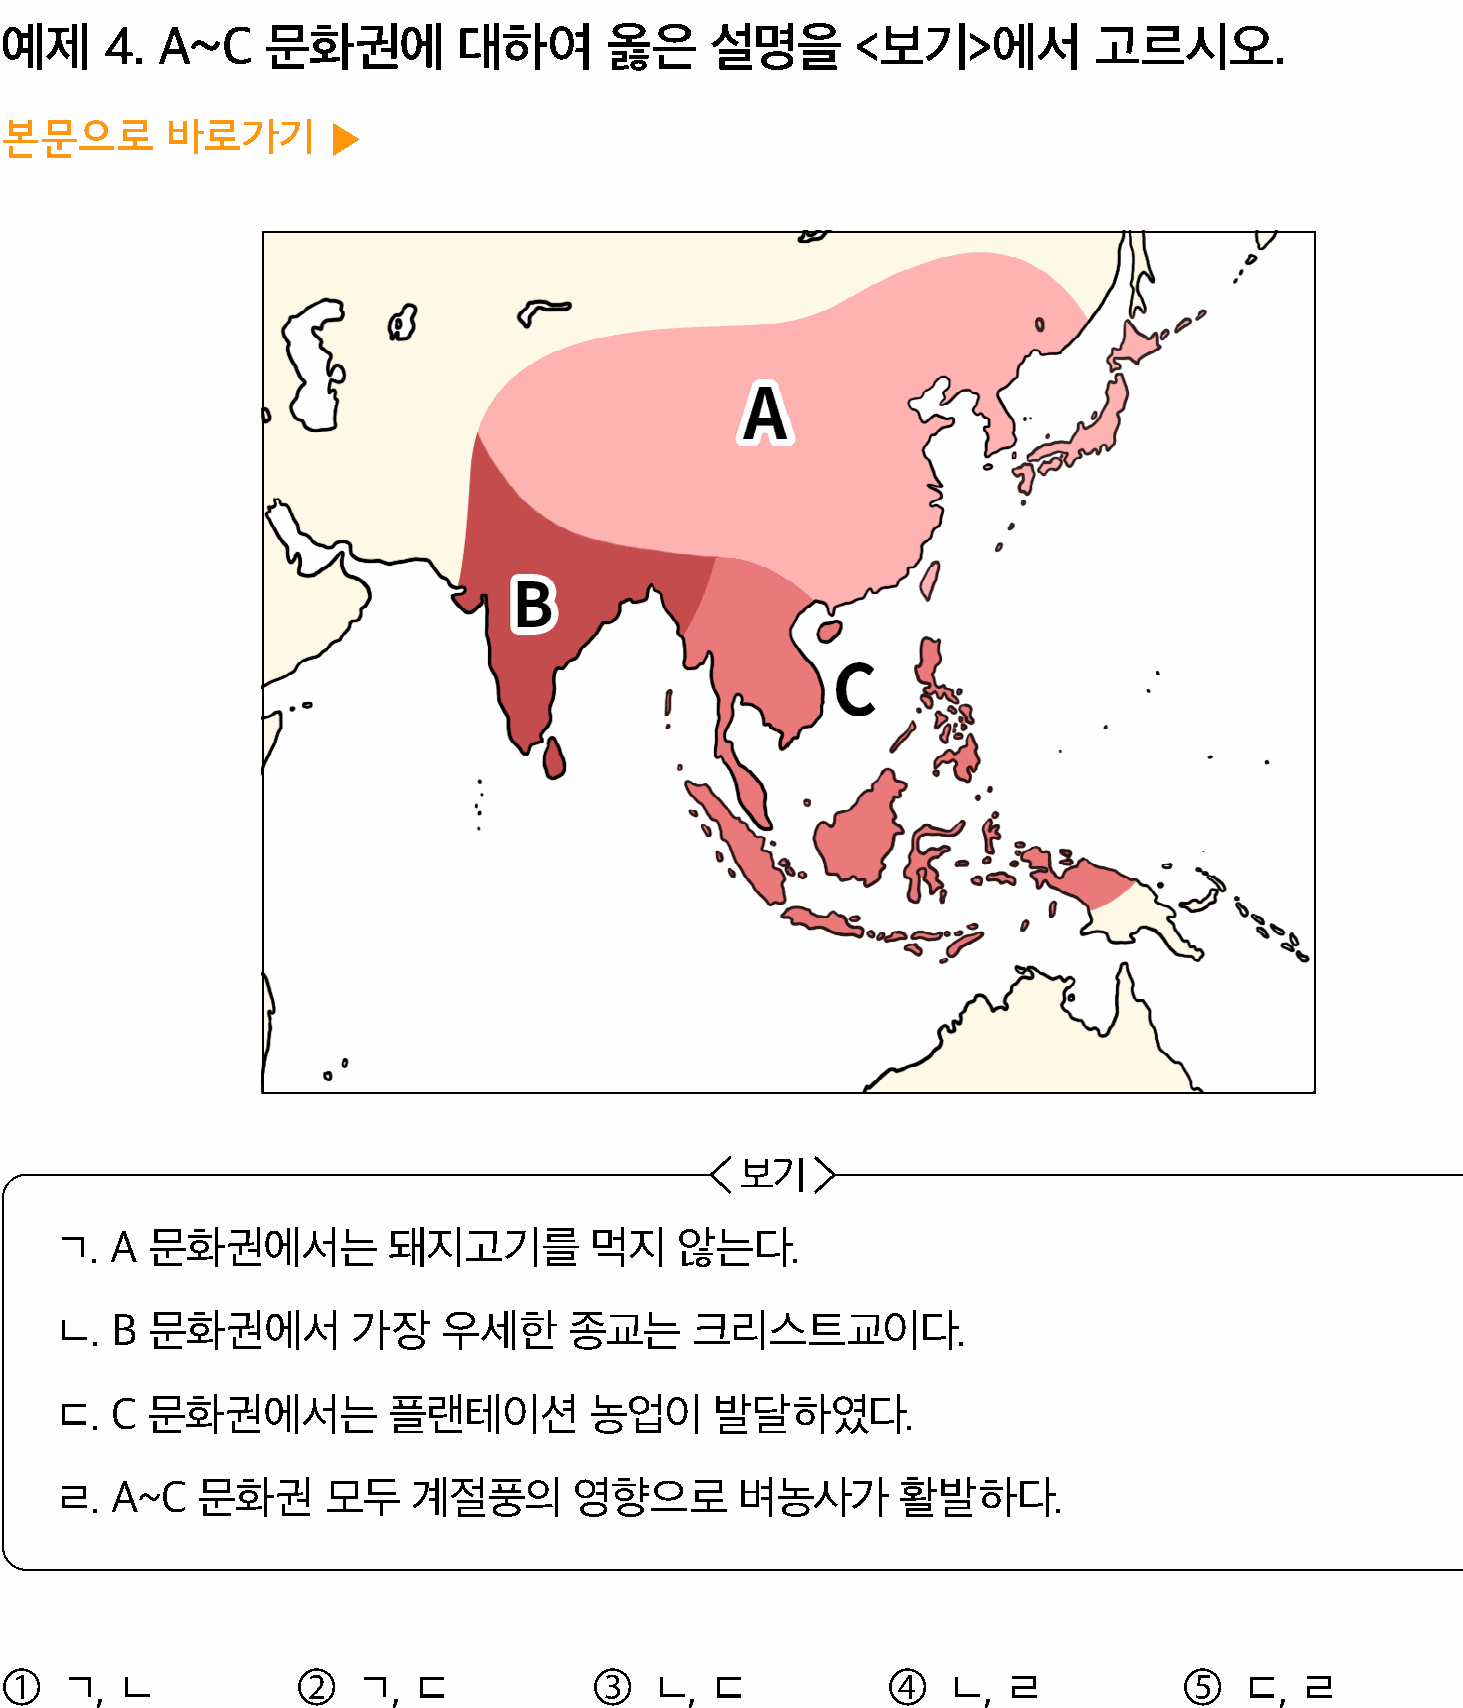 예제 4. A~C 문화권에 대하여 옳은 설명을 <보기>에서 고르시오.
본문으로 바로가기 ▶
A
B
C
<보기>
ㄱ. A 문화권에서는 돼지고기를 먹지 않는다.
ㄴ. B 문화권에서 가장 우세한 종교는 크리스트교이다.
ㄷ. C 문화권에서는 플랜테이션 농업이 발달하였다.
ㄹ. A~C 문화권 모두 계절풍의 영향으로 벼농사가 활발하다.
① ㄱ, ㄴ ② ㄱ, ㄷ ③ ㄴ, ㄷ ④ ㄴ, ㄹ ⑤ ㄷ, ㄹ